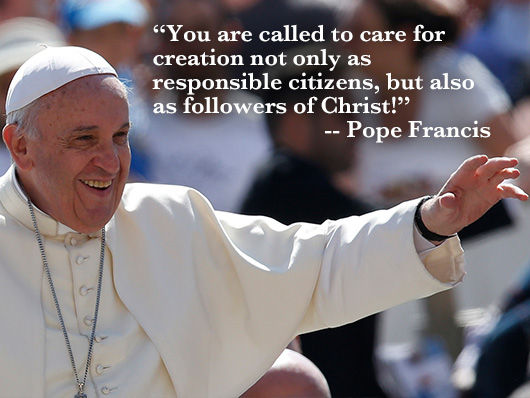 “You are called to care for
creation not only as
responsible citizens, but also
as followers of Christ!”
-- Pope Francis